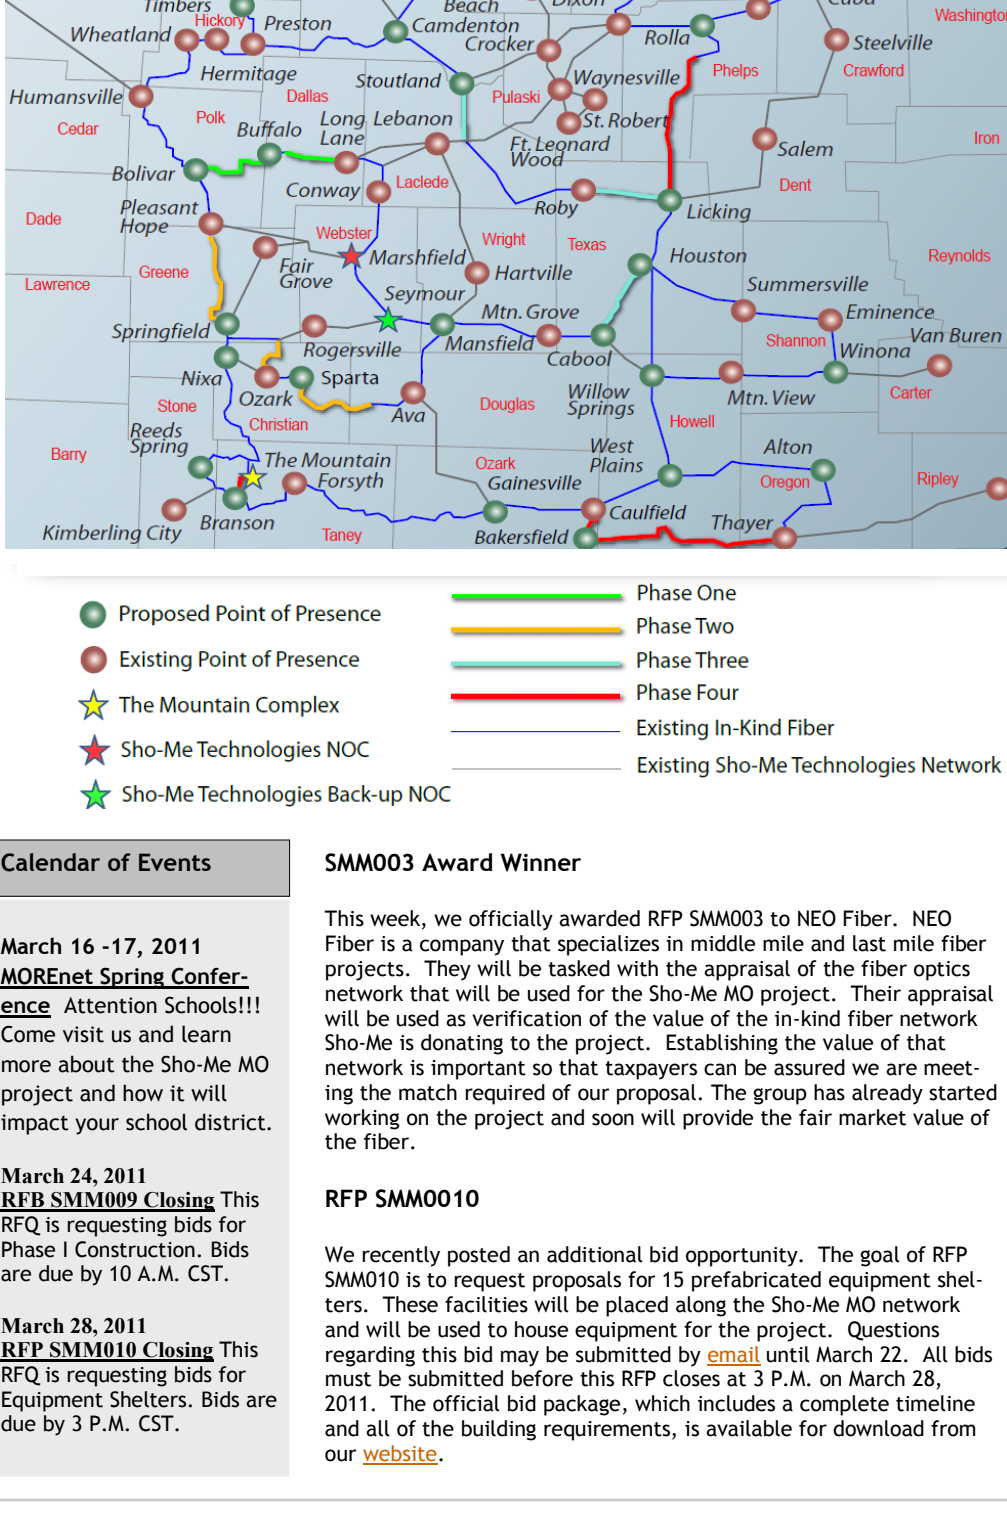 Timbers
Beach
Dixon
Cuba
Washington
Hickory
Preston
Camdenton
Wheatland
Crocker
Rolla
Steelville
Hermitage
Stoutland
Waynesville
Phelps
Crawford
Humansville
Dallas
Pulaski
Polk
Cedar
Buffalo
Long Lebanon
Lane
St. Robert
Ft. Leonard
Wood
Salem
Iron
Bolivar
Conway
Laclede
Dent
Roby
Licking
Pleasant
Hope
Dade
Webster
Wright
Texas
Marshfield
Houston
Reynolds
Fair
Grove
Greene
Hartville
Lawrence
Seymour
Summersville
Mtn. Grove
Eminence
Springfield
Van Buren
Rogersville
Mansfield
Shannon
Cabool
Winona
Nixa
Sparta
Willow
Springs
Ozark
Mtn. View
Carter
Stone
Ava
Douglas
Christian
Howell
Reeds
Spring
West
Plains
Alton
Barry
The Mountain
Ozark
Forsyth
Gainesville
Oregon
Ripley
Kimberling City
Branson
Taney
Caulfield
Thayer
Bakersfield
Proposed Point of Presence
Existing Point of Presence
The Mountain Complex
Sho-Me Technologies NOC
Sho-Me Technologies Back-up NOC
Phase One
Phase Two
Phase Three
Phase Four
Existing In-Kind Fiber
Existing Sho-Me Technologies Network
Calendar of Events
March 16 -17, 2011
MOREnet Spring Confer-
ence Attention Schools!!!
Come visit us and learn
more about the Sho-Me MO
project and how it will
impact your school district.
March 24, 2011
RFB SMM009 Closing This
RFQ is requesting bids for
Phase I Construction. Bids
are due by 10 A.M. CST.
March 28, 2011
RFP SMM010 Closing This
RFQ is requesting bids for
Equipment Shelters. Bids are
due by 3 P.M. CST.
SMM003 Award Winner
This week, we officially awarded RFP SMM003 to NEO Fiber. NEO
Fiber is a company that specializes in middle mile and last mile fiber
projects. They will be tasked with the appraisal of the fiber optics
network that will be used for the Sho-Me MO project. Their appraisal
will be used as verification of the value of the in-kind fiber network
Sho-Me is donating to the project. Establishing the value of that
network is important so that taxpayers can be assured we are meet-
ing the match required of our proposal. The group has already started
working on the project and soon will provide the fair market value of
the fiber.
RFP SMM0010
We recently posted an additional bid opportunity. The goal of RFP
SMM010 is to request proposals for 15 prefabricated equipment shel-
ters. These facilities will be placed along the Sho-Me MO network
and will be used to house equipment for the project. Questions
regarding this bid may be submitted by email until March 22. All bids
must be submitted before this RFP closes at 3 P.M. on March 28,
2011. The official bid package, which includes a complete timeline
and all of the building requirements, is available for download from
our website.